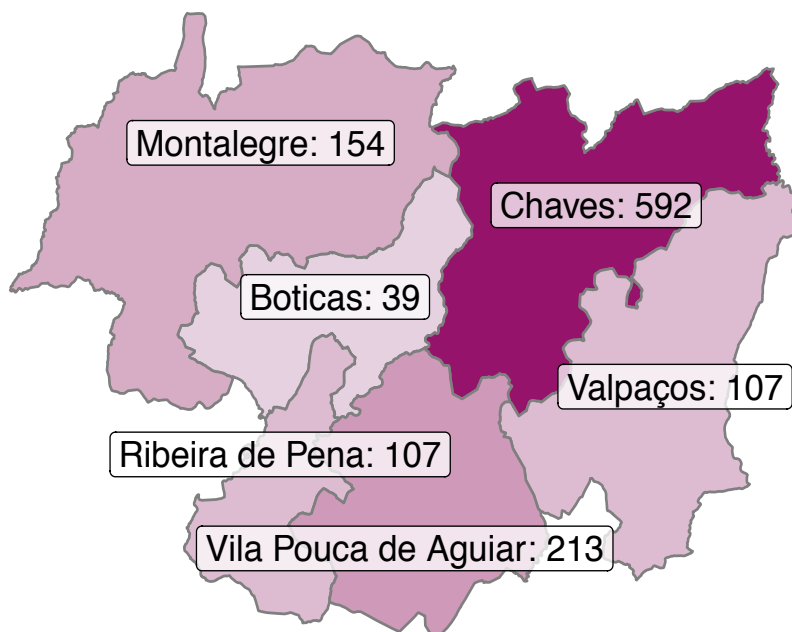 Montalegre: 154
Chaves: 592
Boticas: 39
Valpaços: 107
Ribeira de Pena: 107
Vila Pouca de Aguiar: 213